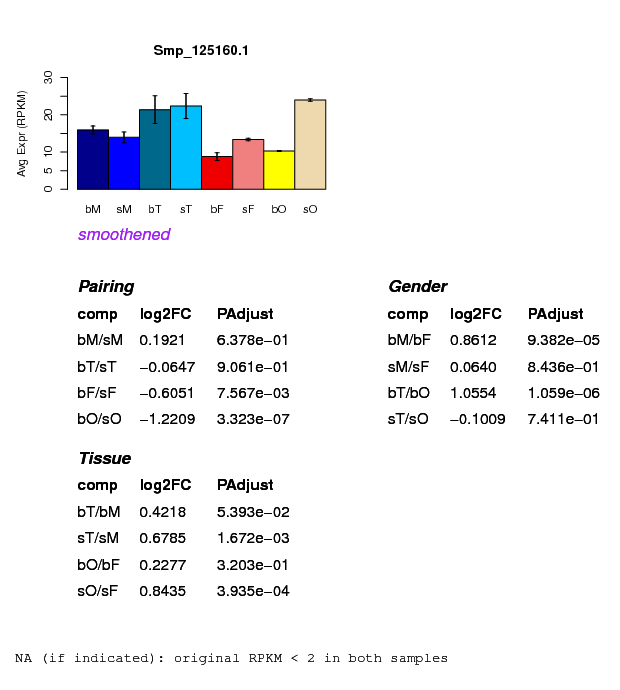 Smp_125160.1
Avg Expr (RPKM)
30
20
10
5
0
bM sM bT sT bF sF bO sO
smoothened
Pairing
comp log2FC PAdjust
bM/sM 0.1921 6.378e−01
bT/sT −0.0647 9.061e−01
bF/sF −0.6051 7.567e−03
bO/sO −1.2209 3.323e−07
Gender
comp log2FC PAdjust
bM/bF 0.8612 9.382e−05
sM/sF 0.0640 8.436e−01
bT/bO 1.0554 1.059e−06
sT/sO −0.1009 7.411e−01
Tissue
comp log2FC PAdjust
bT/bM 0.4218 5.393e−02
sT/sM 0.6785 1.672e−03
bO/bF 0.2277 3.203e−01
sO/sF 0.8435 3.935e−04
NA (if indicated): original RPKM < 2 in both samples